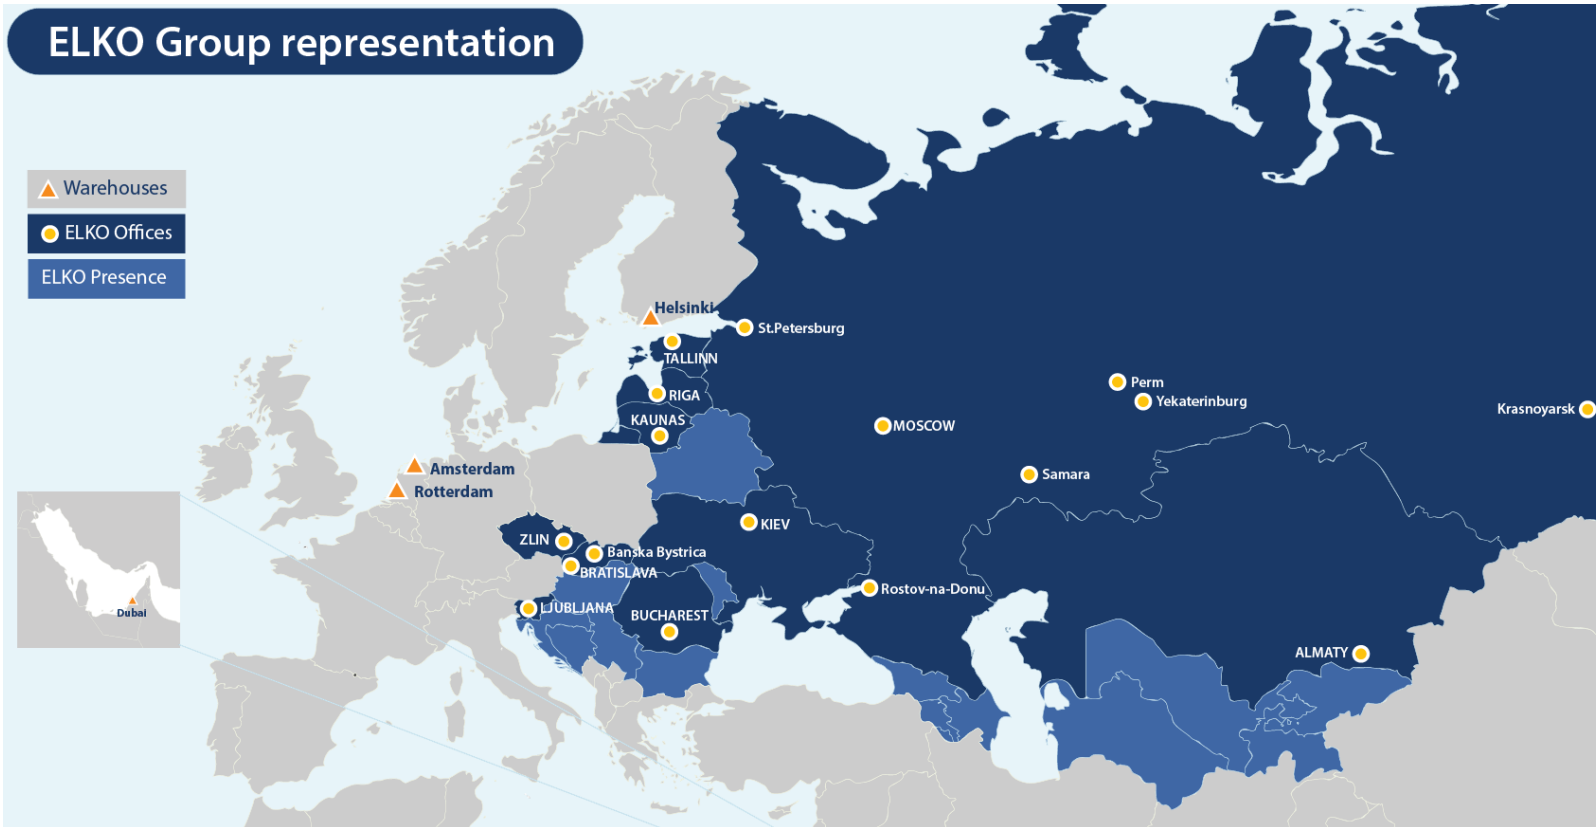 ELKO Group representation
Warehouses
ELKO Offices
ELKO Presence
Helsinki
St.Petersburg
TALLINN
Perm
RIGA
Yekaterinburg
Krasnoyarsk
KAUNAS
MOSCOW
Amsterdam
Samara
Rotterdam
KIEV
ZLIN
Banska Bystrica
BRATISLAVA
Rostov-na-Donu
LJUBLJANA
Dubai
BUCHAREST
ALMATY